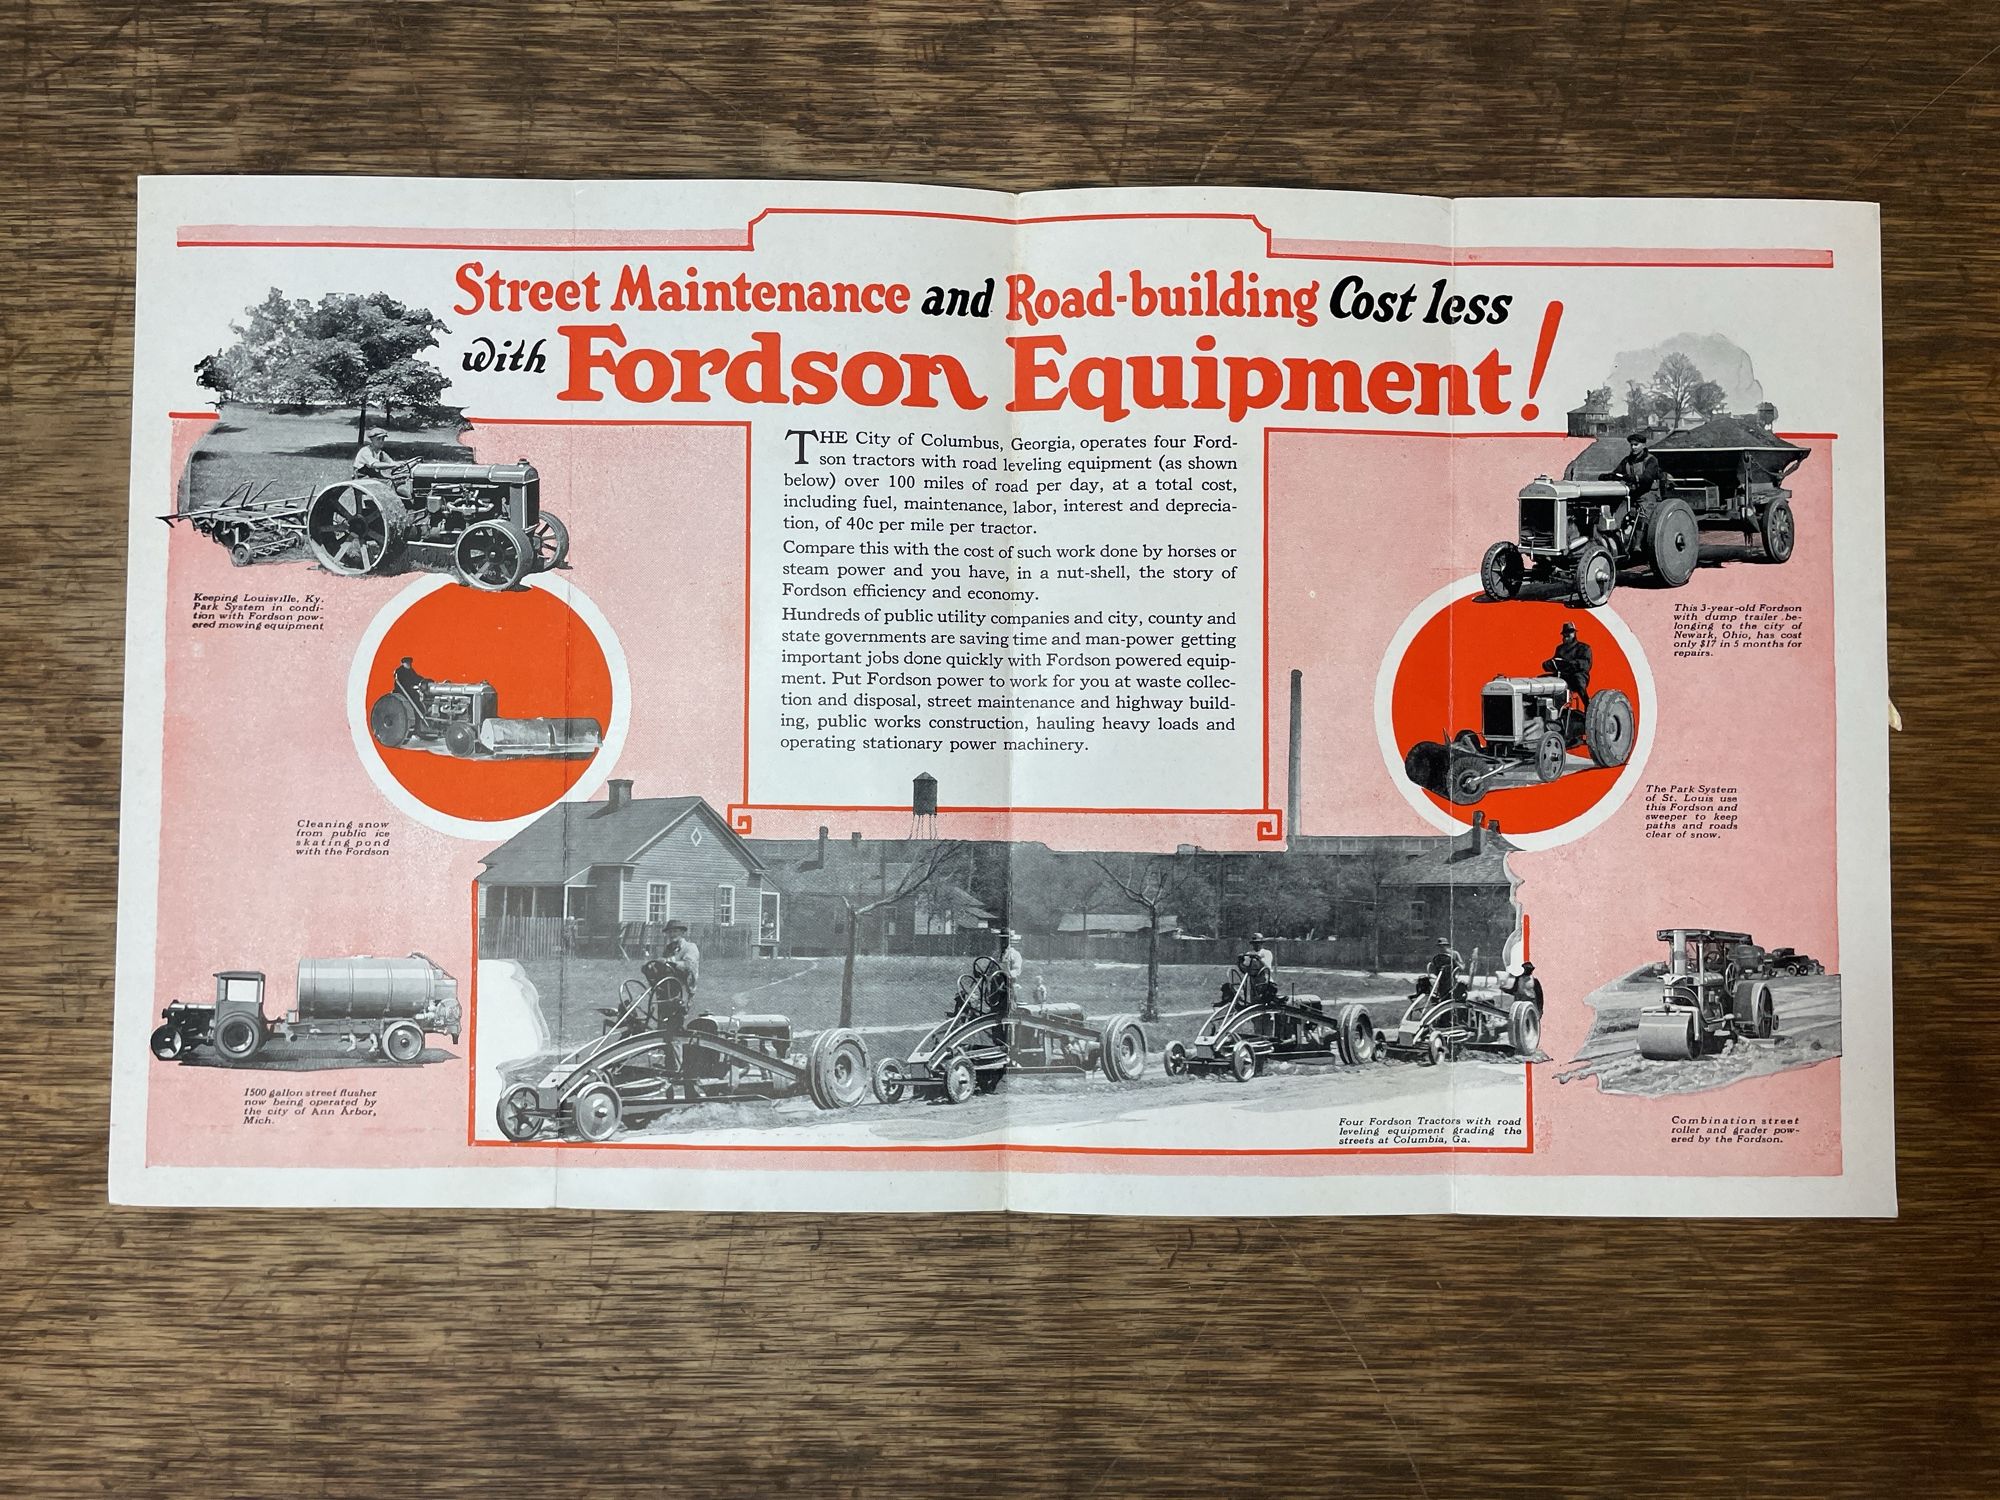 Street Maintenance and Road-building Cost less
with Fordson Equipment!
THE City of Columbus, Georgia, operates four Ford-
son tractors with road leveling equipment (as shown
below) over 100 miles of road per day, at a total cost,
including fuel, maintenance, labor, interest and deprecia-
tion, of 40c per mile per tractor.
Compare this with the cost of such work done by horses or
steam power and you have, in a nut-shell, the story of
Fordson efficiency and economy.
Hundreds of public utility companies and city, county and
state governments are saving time and man-power getting
important jobs done quickly with Fordson powered equip-
ment. Put Fordson power to work for you at waste collec-
tion and disposal, street maintenance and highway build-
ing, public works construction, hauling heavy loads and
operating stationary power machinery.
Keeping Louisville, Ky.
Park System in condi-
tion with Fordson pow-
ered mowing equipment
This 3-year-old Fordson
with dump trailer be-
longing to the city of
Newark, Ohio, has cost
only $17 in 5 months for
repairs.
Cleaning snow
from public ice
skating pond
with the Fordson
The Park System
of St. Louis use
this Fordson and
sweeper to keep
paths and roads
clear of snow.
1500 gallon street flusher
now being operated by
the city of Ann Arbor,
Mich.
Four Fordson Tractors with road
leveling equipment grading the
streets at Columbia, Ga.
Combination street
roller and grader pow-
ered by the Fordson.